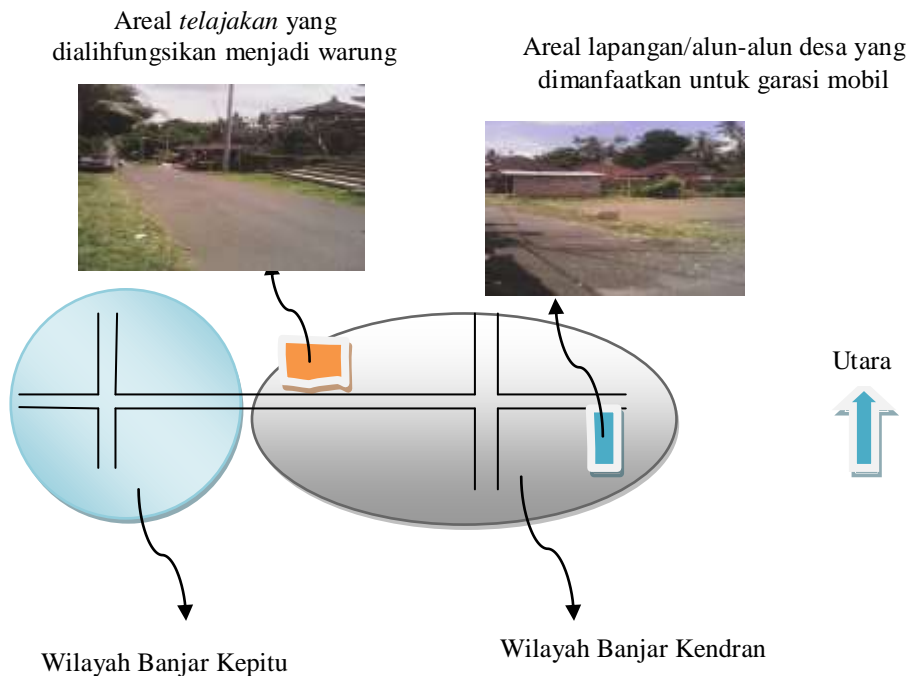 Areal telajakan yang
dialihfungsikan menjadi warung
Areal lapangan/alun-alun desa yang
dimanfaatkan untuk garasi mobil
Utara
Wilayah Banjar Kepitu
Wilayah Banjar Kendran